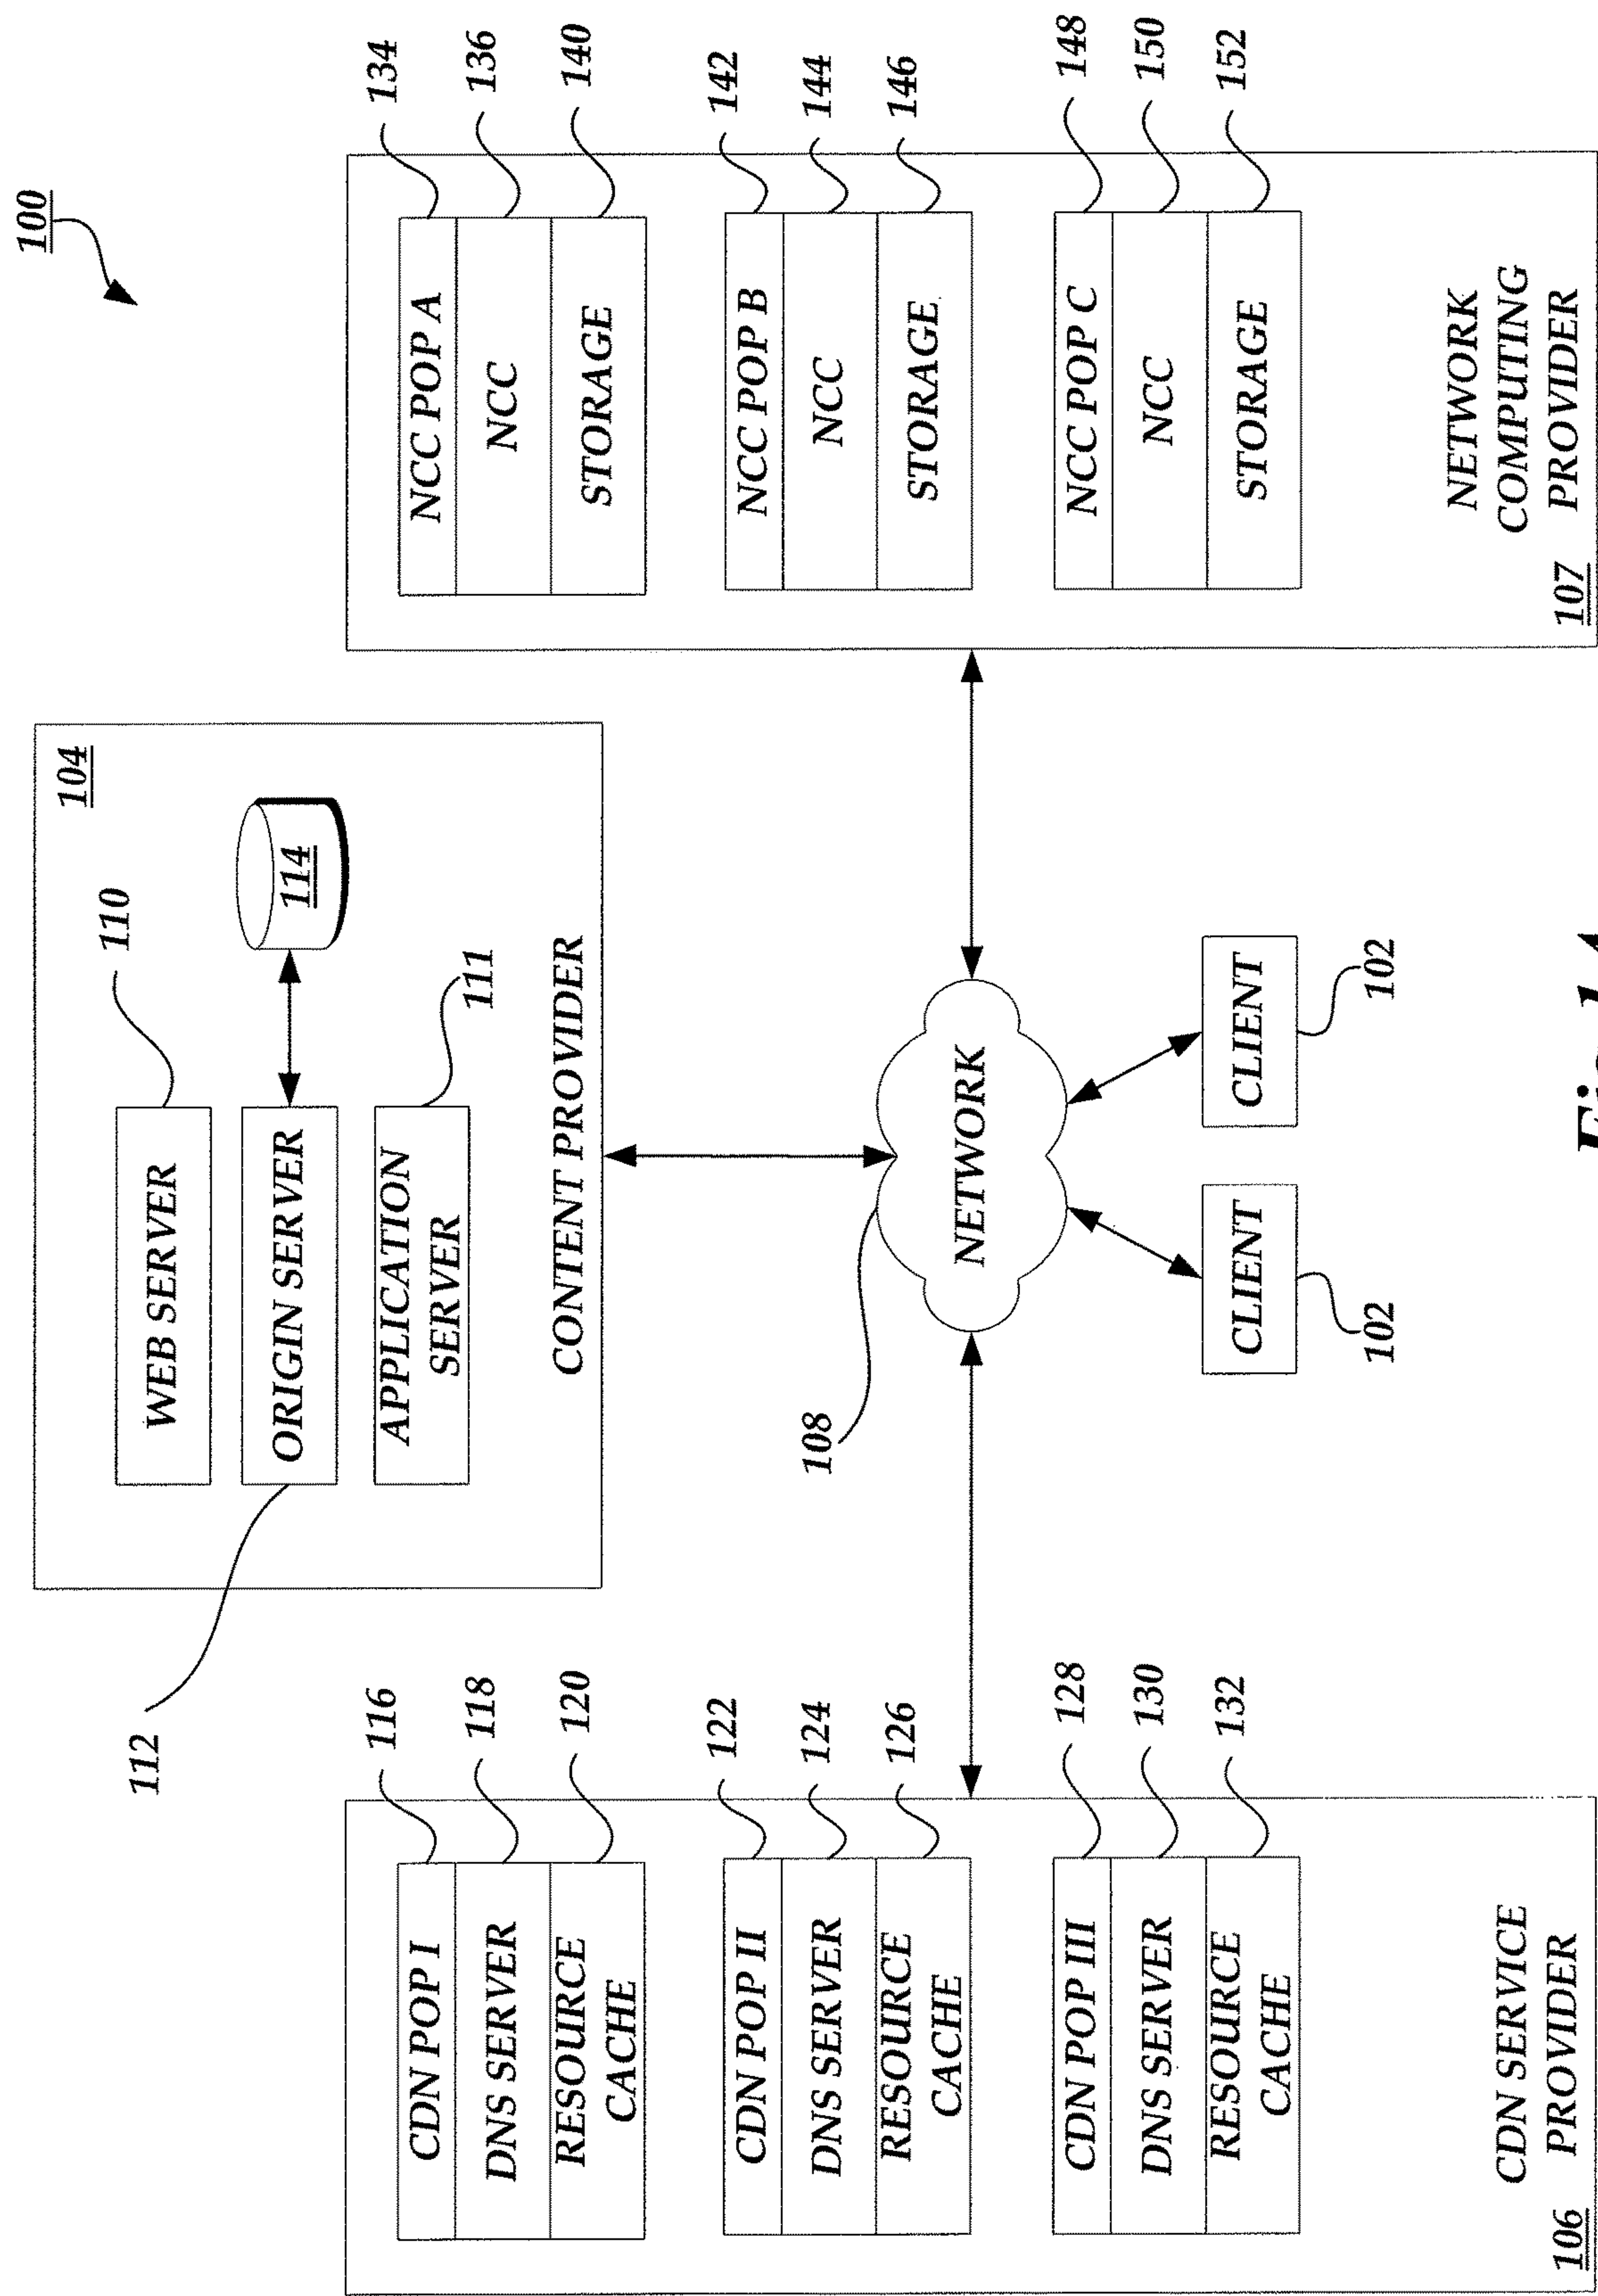 100
104
110
WEB SERVER
ORIGIN SERVER
114
112
APPLICATION
SERVER
111
CONTENT PROVIDER
CDN POP I
116
DNS SERVER
118
RESOURCE
CACHE
120
CDN POP II
122
DNS SERVER
124
RESOURCE
CACHE
126
CDN POP III
128
DNS SERVER
130
RESOURCE
CACHE
132
CDN SERVICE
PROVIDER
106
108
NETWORK
CLIENT
102
CLIENT
102
NCC POP A
134
NCC
136
STORAGE
140
NCC POP B
142
NCC
144
STORAGE
146
NCC POP C
148
NCC
150
STORAGE
152
NETWORK
COMPUTING
PROVIDER
107